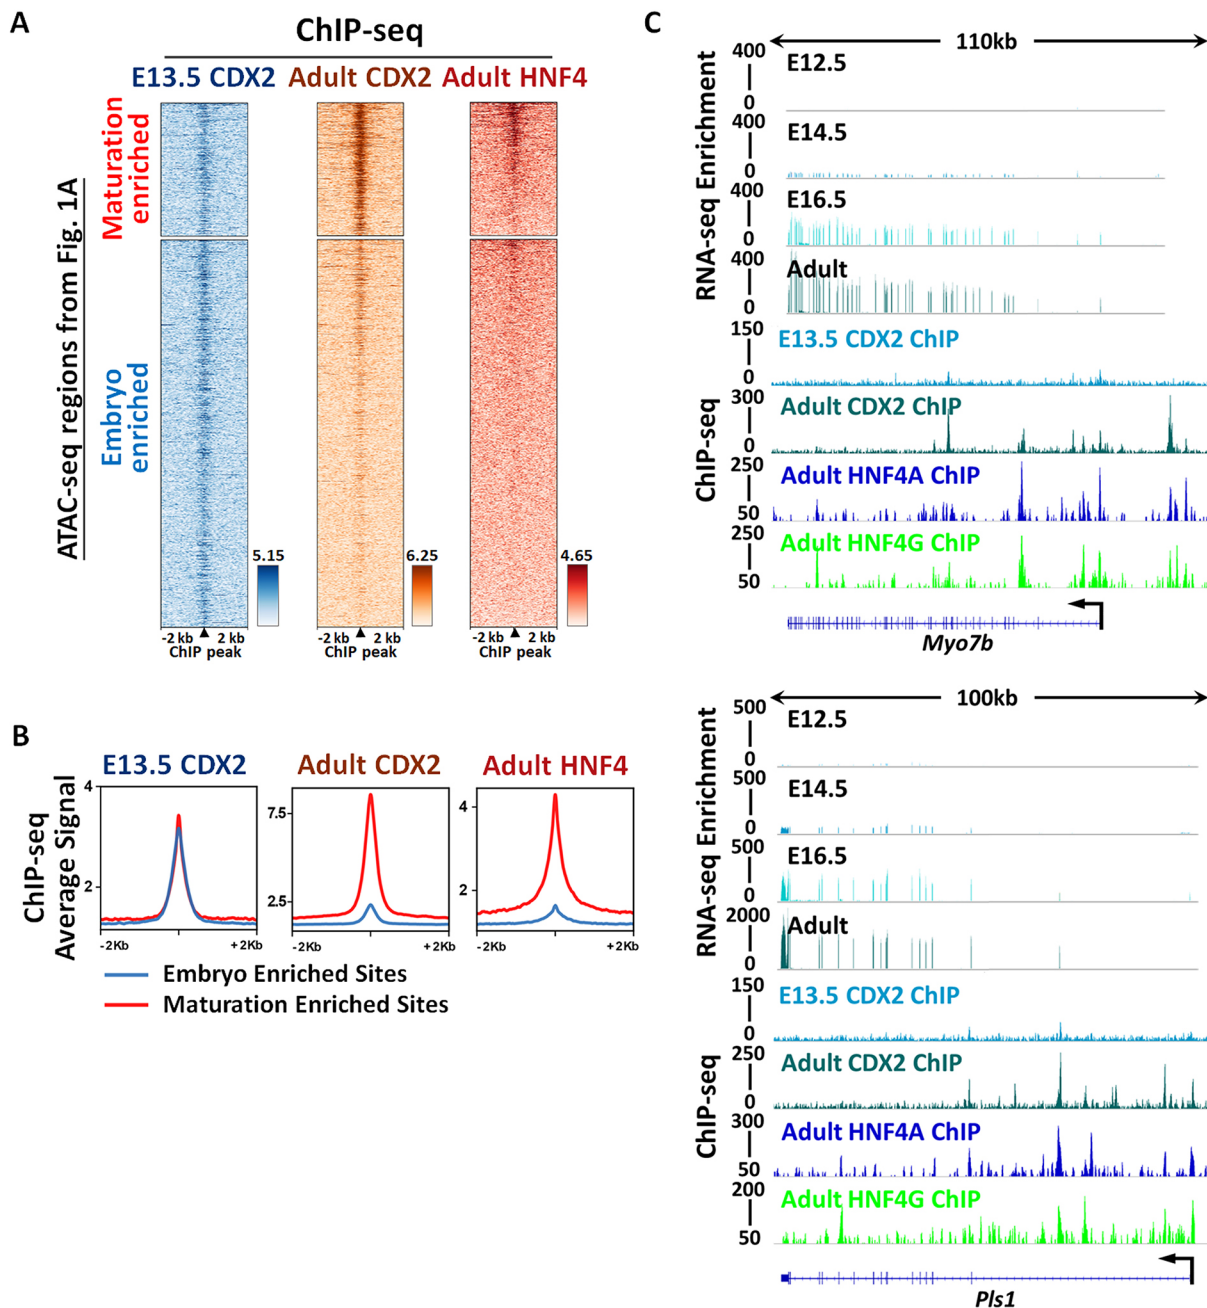 A
ChIP-seq
E13.5 CDX2 Adult CDX2 Adult HNF4
ATAC-seq regions from Fig. 1A
Maturation
enriched
Embryo
enriched
5.15
6.25
4.65
-2 kb 2 kb
ChIP peak
-2 kb 2 kb
ChIP peak
-2 kb 2 kb
ChIP peak
B
E13.5 CDX2 Adult CDX2 Adult HNF4
ChIP-seq
Average Signal
4
2
-2Kb +2Kb
7.5
2.5
-2Kb +2Kb
4
2
-2Kb +2Kb
Embryo Enriched Sites
Maturation Enriched Sites
C
110kb
RNA-seq Enrichment
400
0
E12.5
400
0
E14.5
400
0
E16.5
400
0
Adult
ChIP-seq
150
0
E13.5 CDX2 ChIP
300
0
Adult CDX2 ChIP
250
50
Adult HNF4A ChIP
250
50
Adult HNF4G ChIP
Myo7b
100kb
RNA-seq Enrichment
500
0
E12.5
500
0
E14.5
500
0
E16.5
2000
0
Adult
ChIP-seq
150
0
E13.5 CDX2 ChIP
250
0
Adult CDX2 ChIP
300
50
Adult HNF4A ChIP
200
50
Adult HNF4G ChIP
Pls1